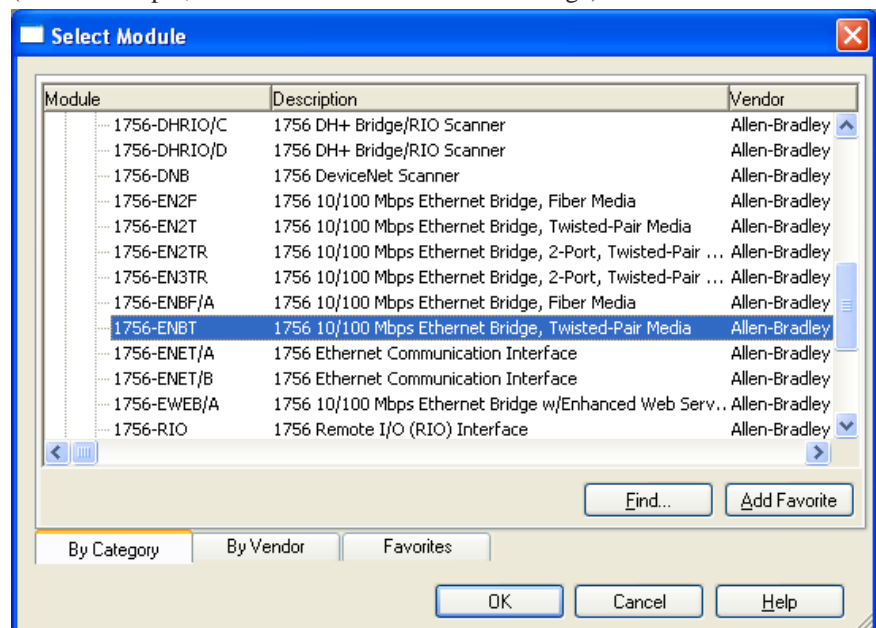 Select Module
Module Description Vendor
1756-DHRIO/C 1756 DH+ Bridge/RIO Scanner Allen-Bradley
1756-DHRIO/D 1756 DH+ Bridge/RIO Scanner Allen-Bradley
1756-DNB 1756 DeviceNet Scanner Allen-Bradley
1756-EN2F 1756 10/100 Mbps Ethernet Bridge, Fiber Media Allen-Bradley
1756-EN2T 1756 10/100 Mbps Ethernet Bridge, Twisted-Pair Media Allen-Bradley
1756-EN2TR 1756 10/100 Mbps Ethernet Bridge, 2-Port, Twisted-Pair ... Allen-Bradley
1756-EN3TR 1756 10/100 Mbps Ethernet Bridge, 2-Port, Twisted-Pair ... Allen-Bradley
1756-ENBF/A 1756 10/100 Mbps Ethernet Bridge, Fiber Media Allen-Bradley
1756-ENBT 1756 10/100 Mbps Ethernet Bridge, Twisted-Pair Media Allen-Bradley
1756-ENET/A 1756 Ethernet Communication Interface Allen-Bradley
1756-ENET/B 1756 Ethernet Communication Interface Allen-Bradley
1756-EWEB/A 1756 10/100 Mbps Ethernet Bridge w/Enhanced Web Serv.. Allen-Bradley
1756-RIO 1756 Remote I/O (RIO) Interface Allen-Bradley
Find... Add Favorite
By Category By Vendor Favorites
OK Cancel Help